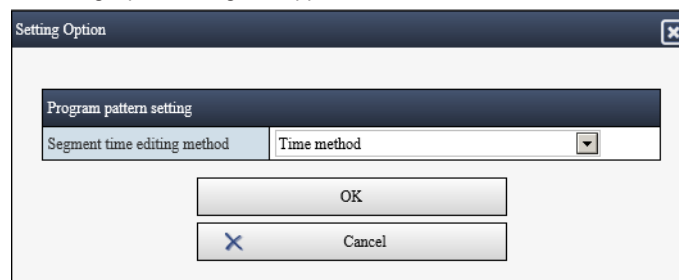 Setting Option
Program pattern setting
Segment time editing method Time method
OK
Cancel